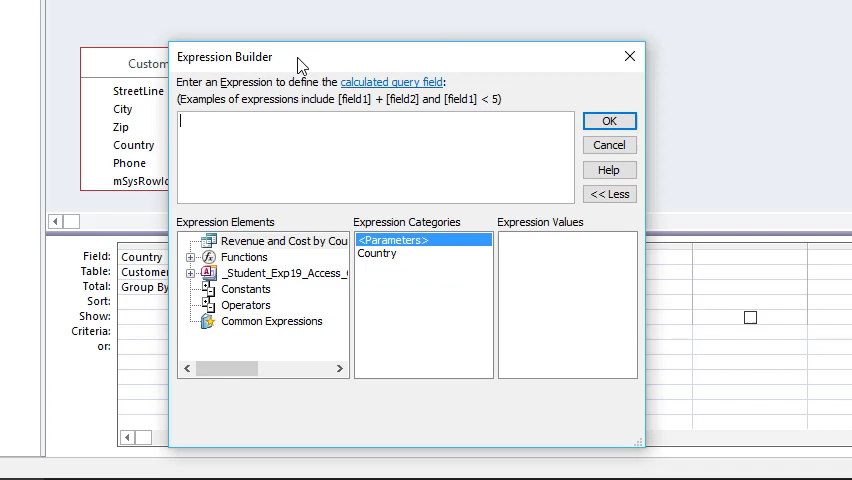 Custom
StreetLine
City
Zip
Country
Phone
mSysRowId
Expression Builder
Enter an Expression to define the calculated query field:
(Examples of expressions include [field1] + [field2] and [field1] < 5)
OK
Cancel
Help
<< Less
Expression Elements
Revenue and Cost by Cou
Functions
_Student_Exp19_Access_
Constants
Operators
Common Expressions
Expression Categories
<Parameters>
Country
Expression Values
Field: Country
Table: Custome
Total: Group By
Sort:
Show:
Criteria:
or: